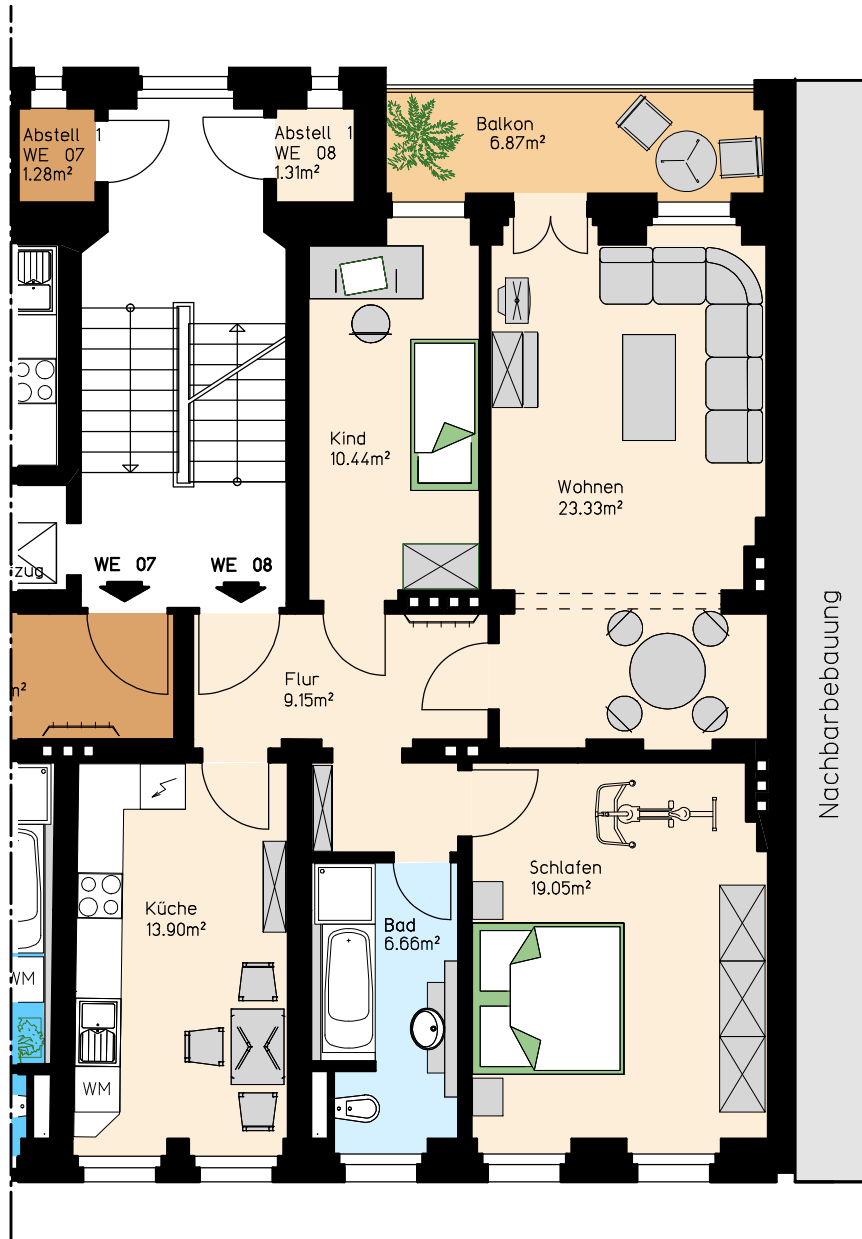 Abstell 1
WE 07
1.28m²
Abstell 1
WE 08
1.31m²
Balkon
6.87m²
Kind
10.44m²
Wohnen
23.33m²
WE 07
WE 08
zug
m²
Flur
9.15m²
Nachbarbebauung
Küche
13.90m²
Bad
6.66m²
Schlafen
19.05m²
WM
WM